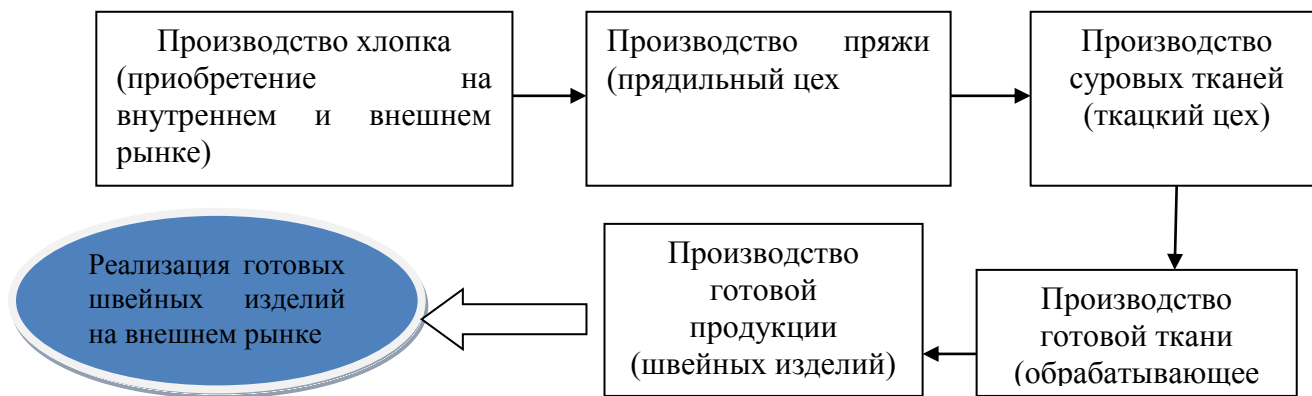 Производство хлопка
(приобретение на
внутреннем и внешнем
рынке)
Производство пряжи
(прядильный цех
Производство
суровых тканей
(ткацкий цех)
Производство
готовой ткани
(обрабатывающее
Производство
готовой
продукции
(швейных изделий)
Реализация готовых
швейных изделий
на внешнем рынке